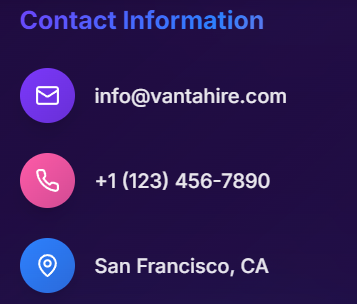 Contact Information
info@vantahire.com
+1 (123) 456-7890
San Francisco, CA